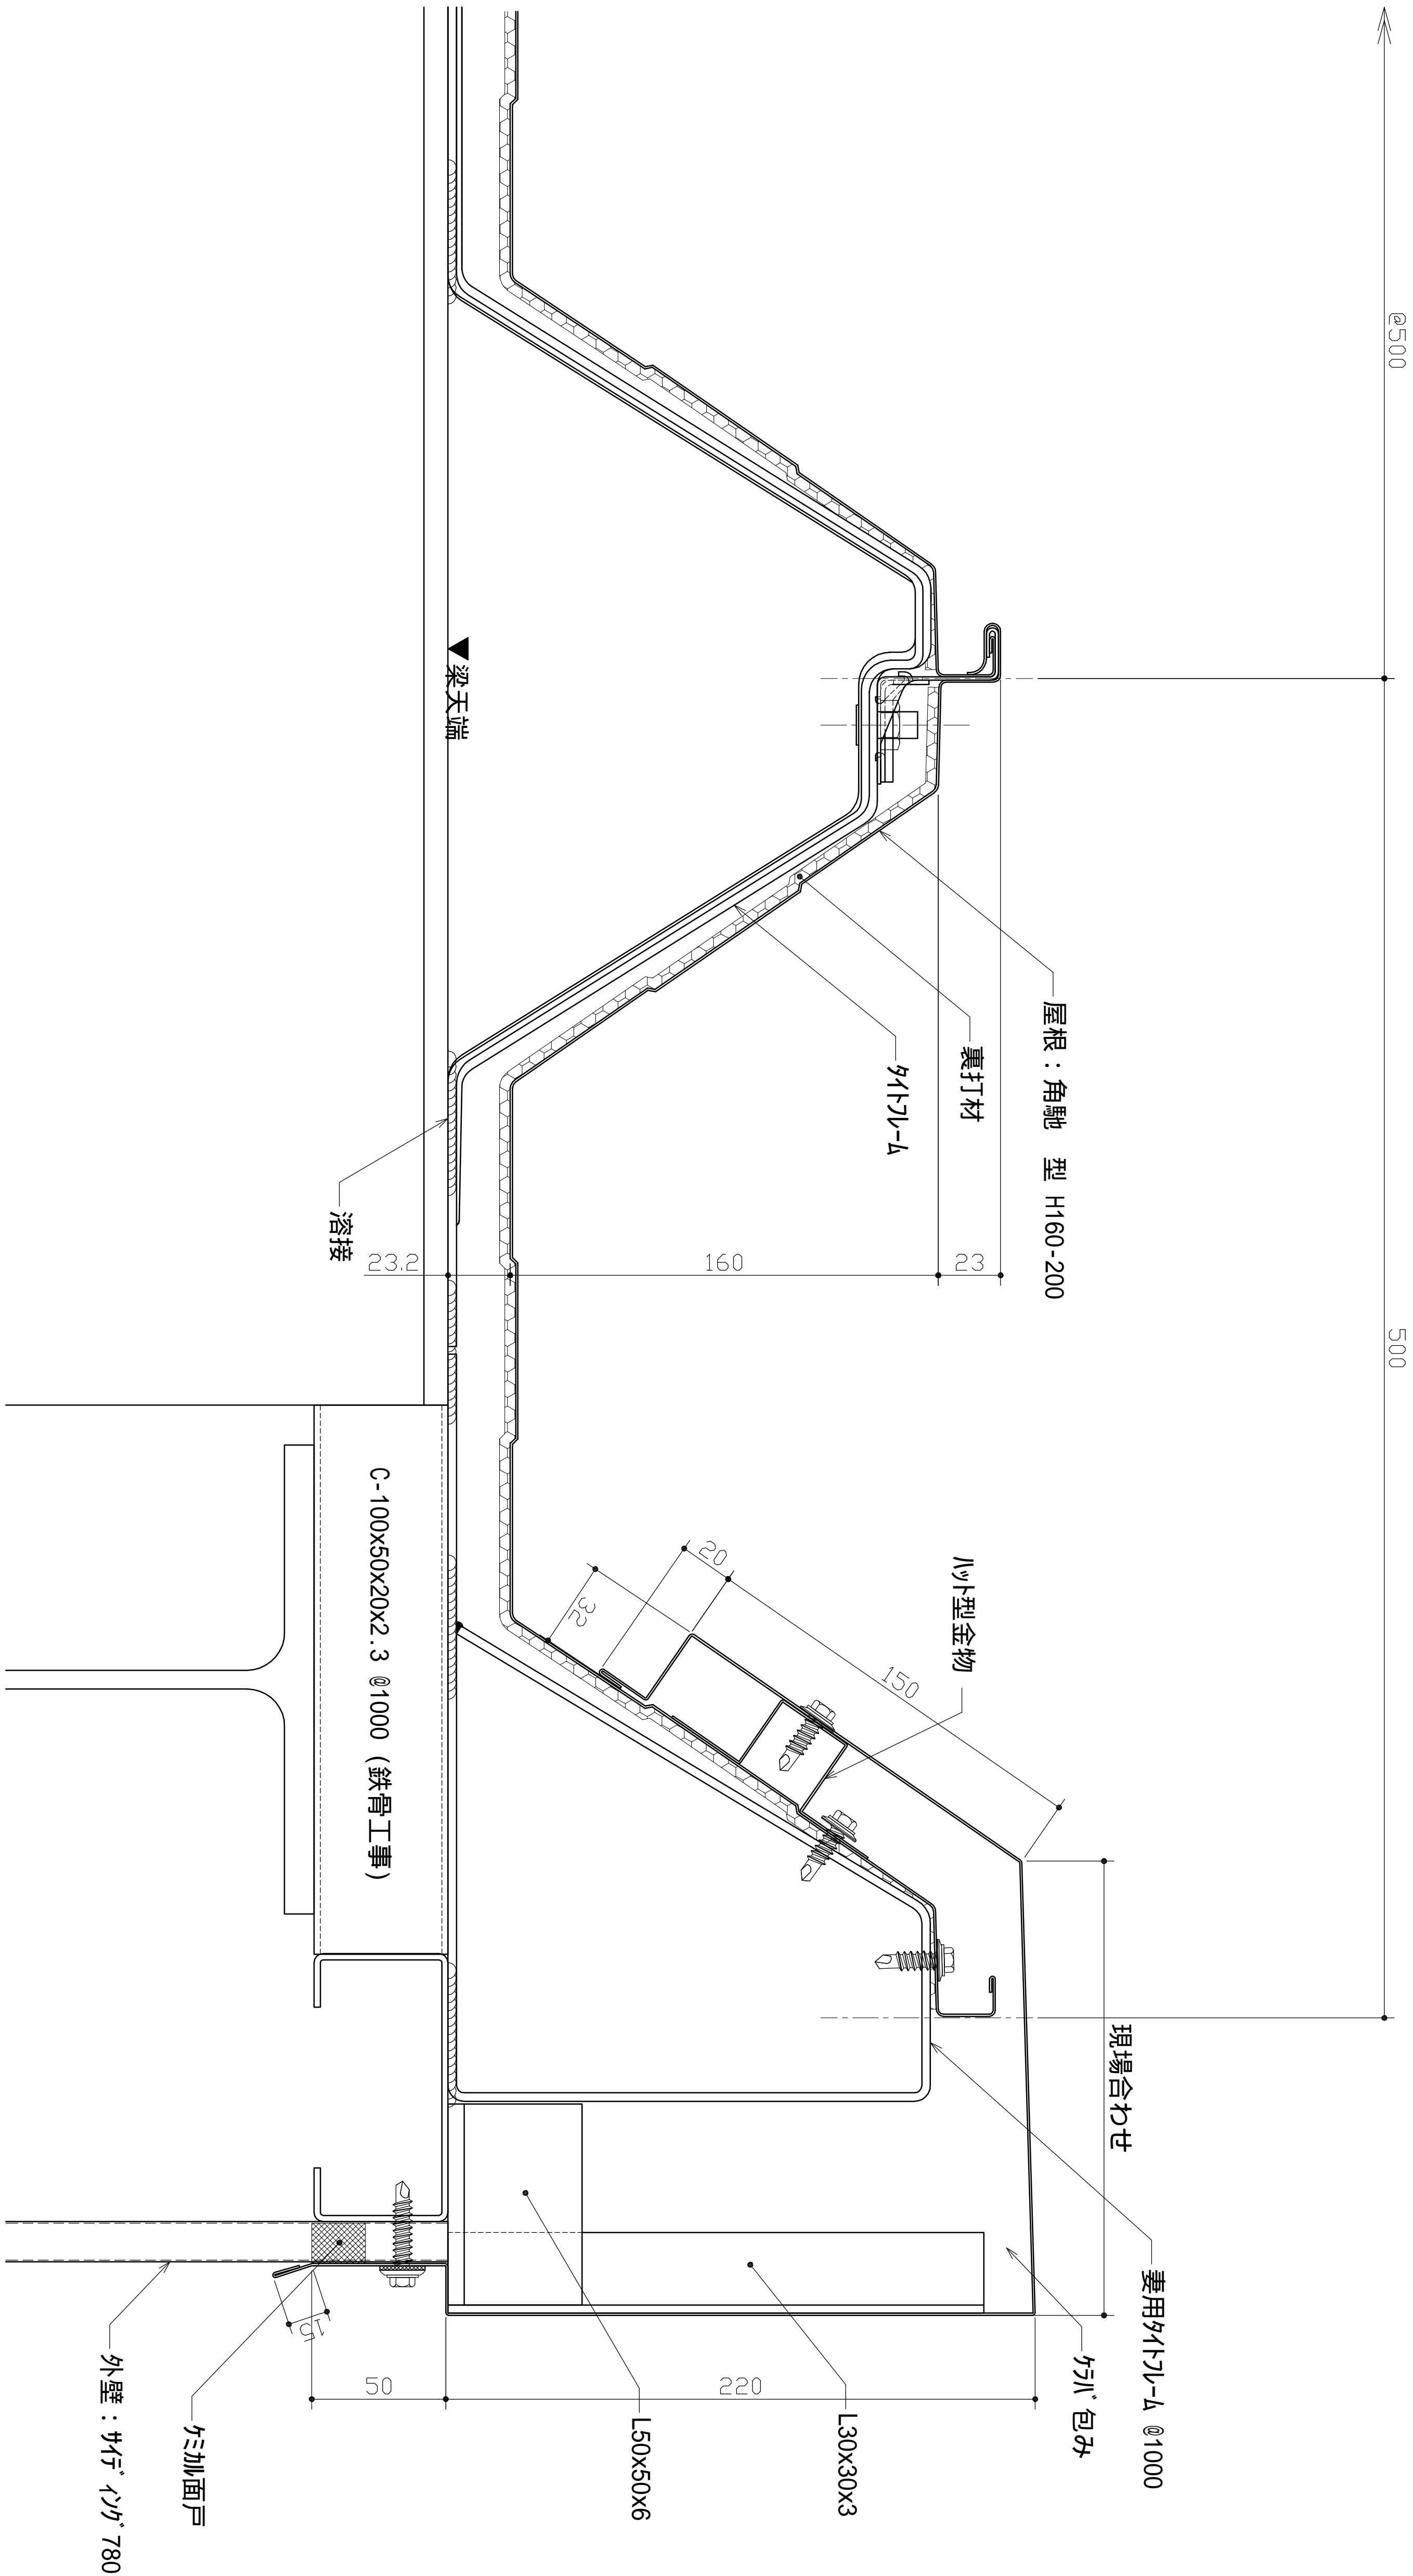 @500
500
屋根：角馳　型 H160-200
裏打材
ﾀｲﾄﾌﾚｰﾑ
▼梁天端
溶接
23.2
160
23
C-100x50x20x2.3 @1000 (鉄骨工事)
ﾊｯﾄ型金物
20
32
150
現場合わせ
妻用ﾀｲﾄﾌﾚｰﾑ @1000
ｹﾗﾊﾞ包み
L30x30x3
L50x50x6
220
50
15
ｹﾐｶﾙ面戸
外壁：ｻｲﾃﾞｨﾝｸﾞ780